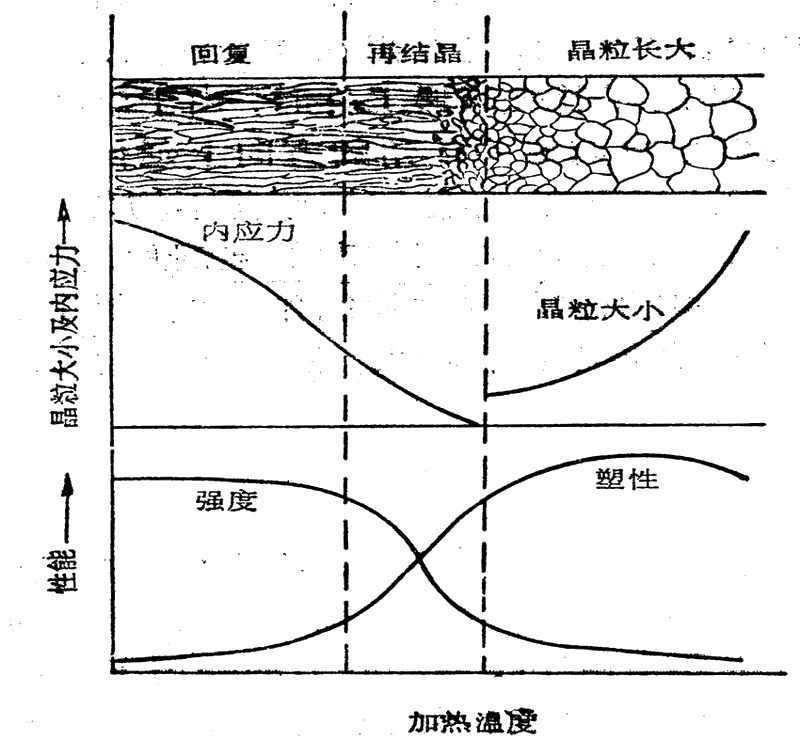 回复 再结晶 晶粒长大
内应力
晶粒大小
晶粒大小及内应力
强度
塑性
性能
加热温度